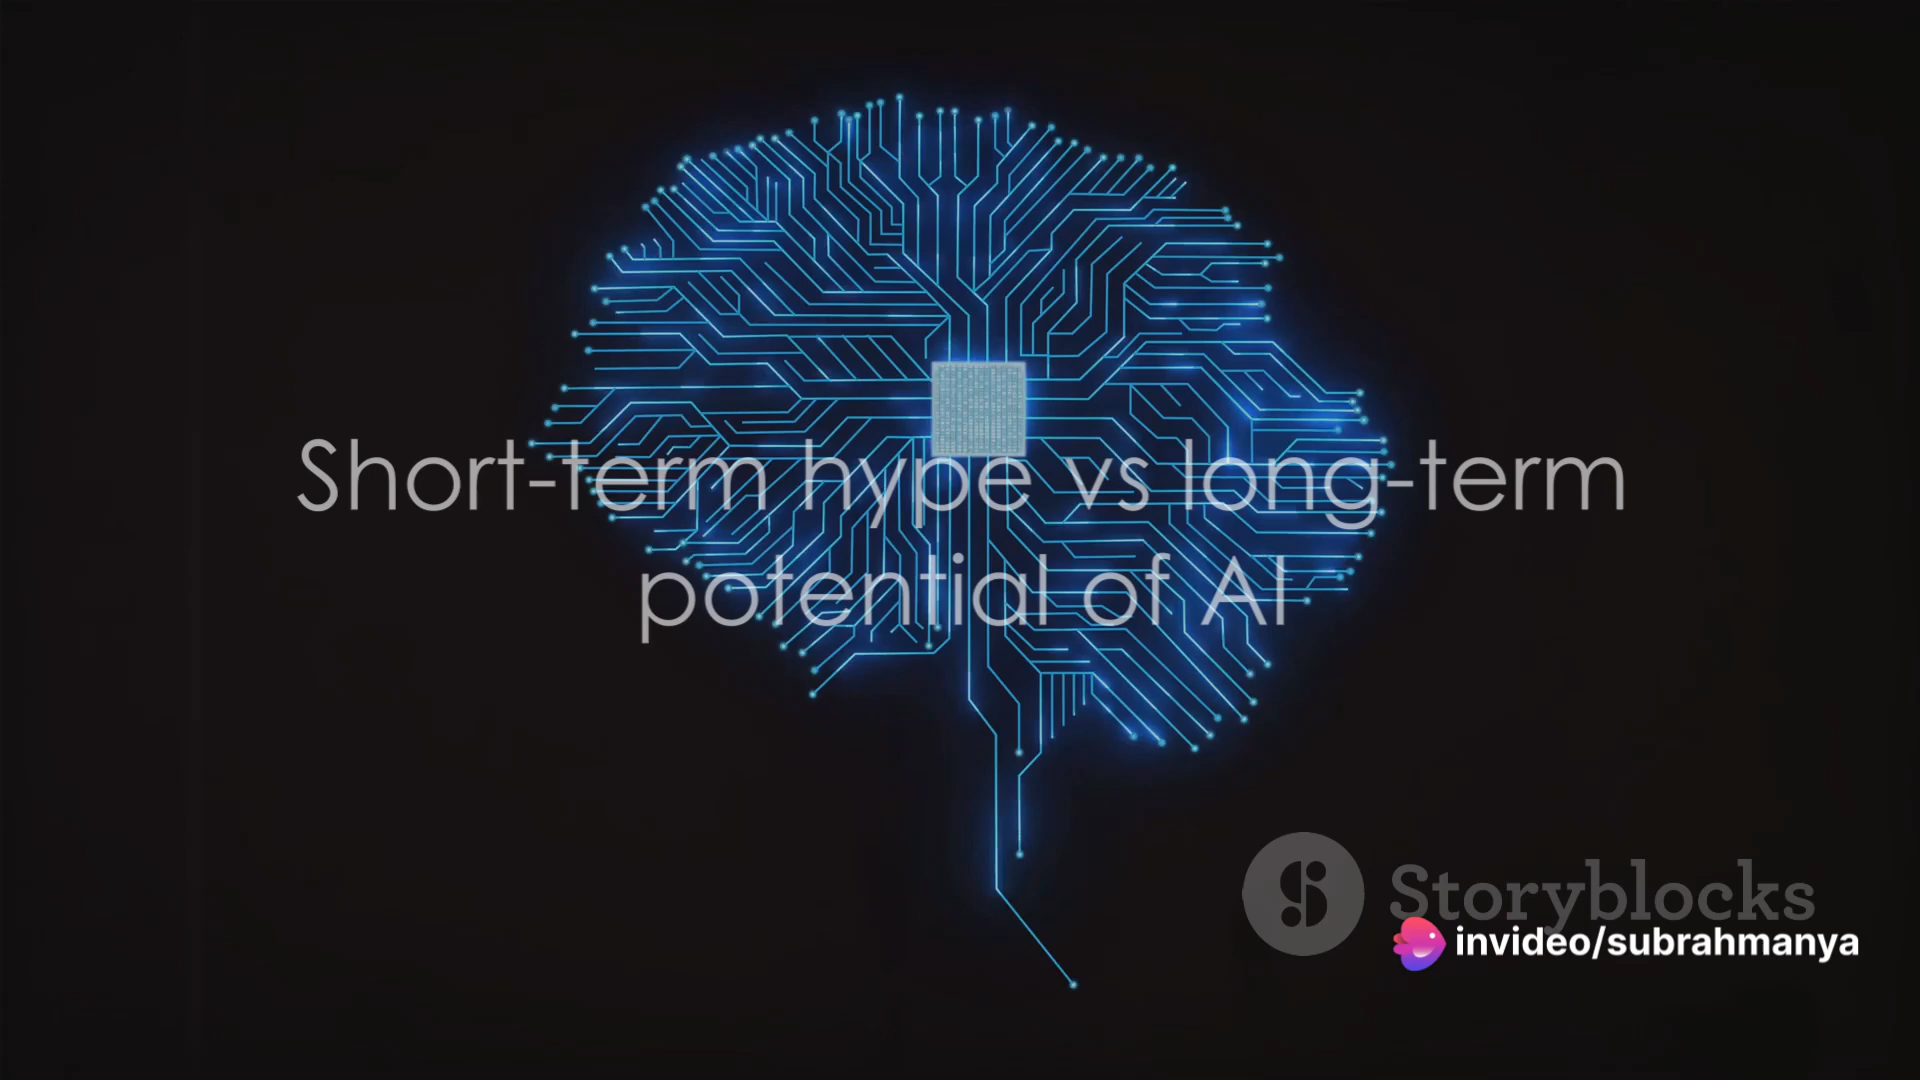 Short-term hype vs long-term
potential of AI
Storyblocks
invideo/subrahmanya